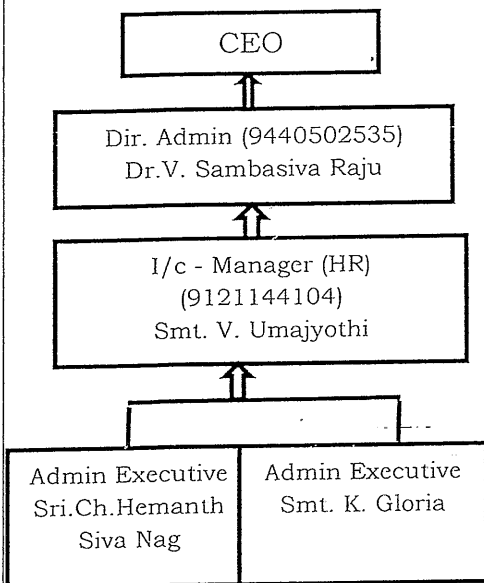 CEO
Dir. Admin (9440502535)
Dr.V. Sambasiva Raju
I/c - Manager (HR)
(9121144104)
Smt. V. Umajyothi
Admin Executive
Sri.Ch.Hemanth
Siva Nag
Admin Executive
Smt. K. Gloria